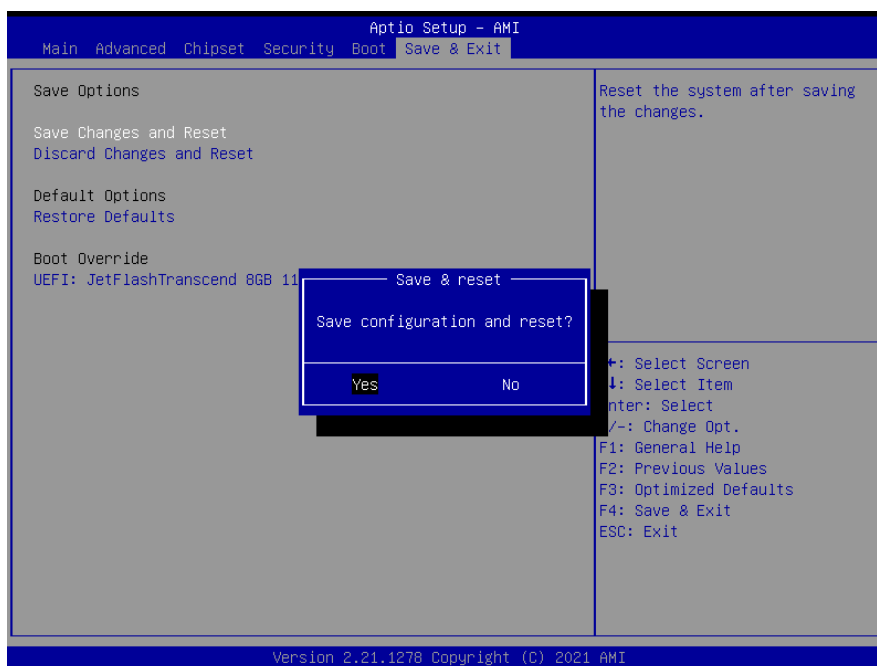 Aptio Setup – AMI
Main Advanced Chipset Security Boot Save & Exit
Save Options
Save Changes and Reset
Discard Changes and Reset
Default Options
Restore Defaults
Boot Override
UEFI: JetFlashTranscend 8GB 11
Reset the system after saving
the changes.
Save & reset
Save configuration and reset?
Yes No
: Select Screen
: Select Item
nter: Select
/-: Change Opt.
F1: General Help
F2: Previous Values
F3: Optimized Defaults
F4: Save & Exit
ESC: Exit
Version 2.21.1278 Copyright (C) 2021 AMI